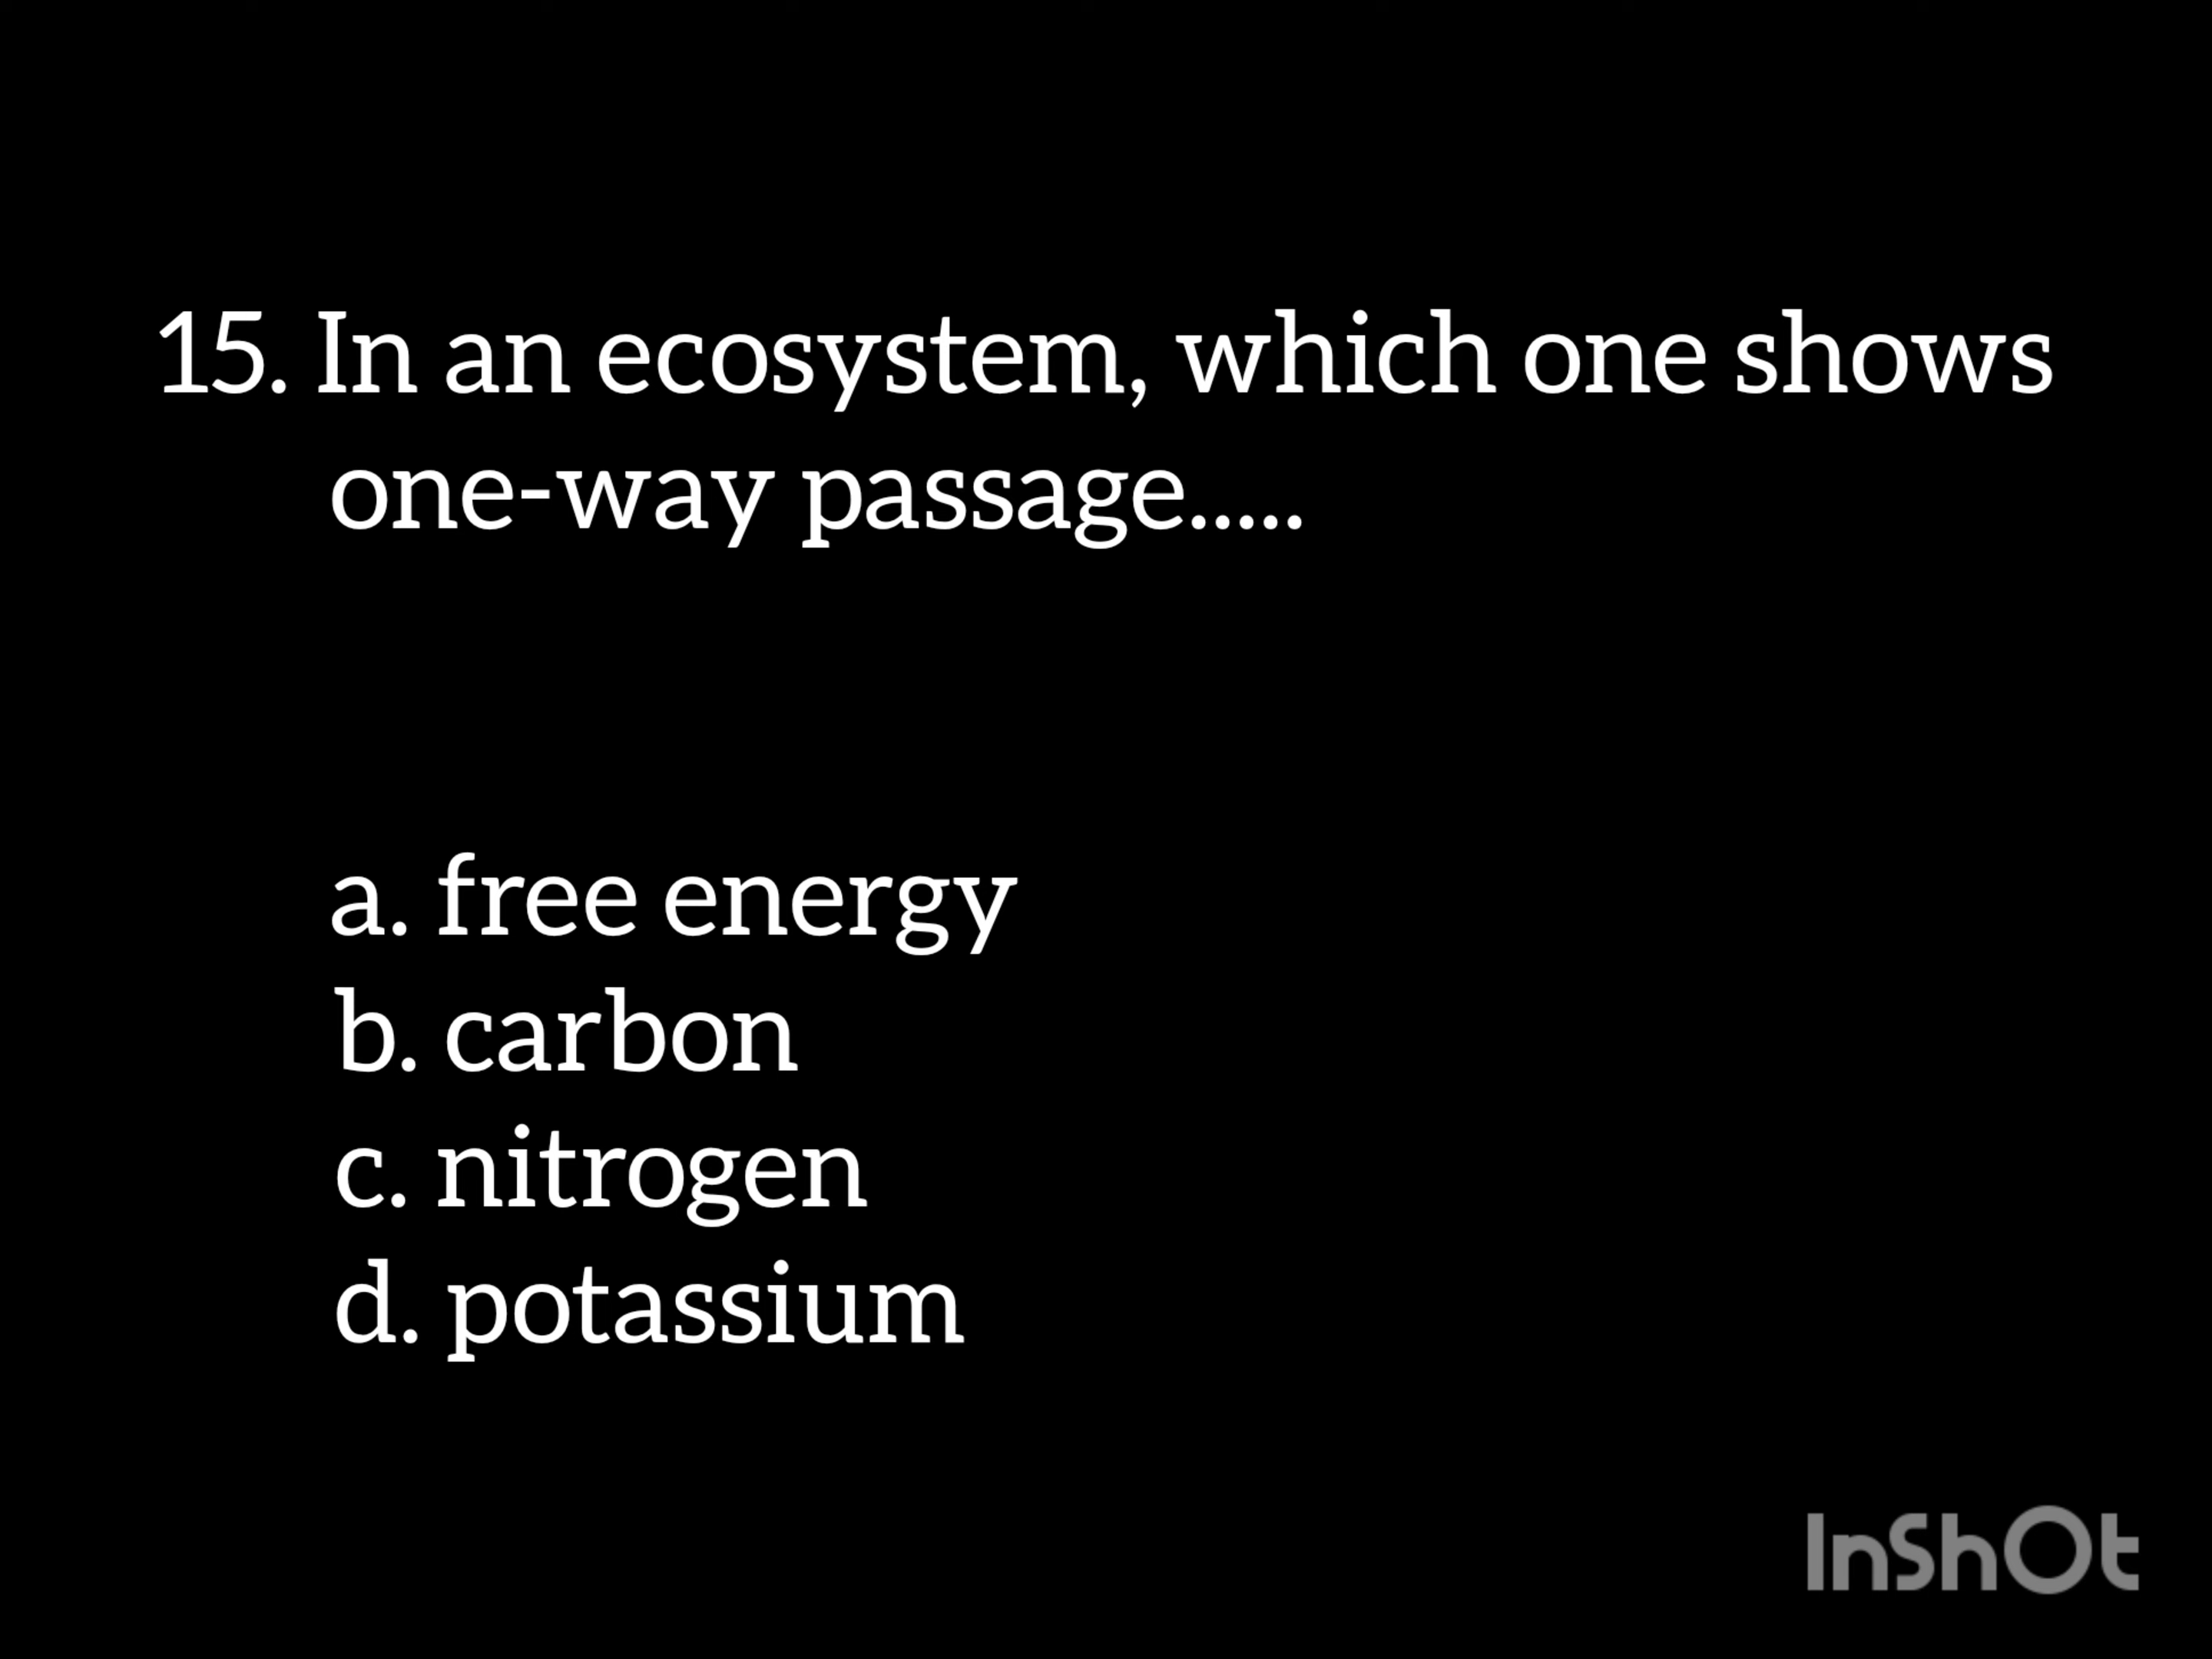 15. In an ecosystem, which one shows
one-way passage.....
a. free energy
b. carbon
c. nitrogen
d. potassium
InShOt